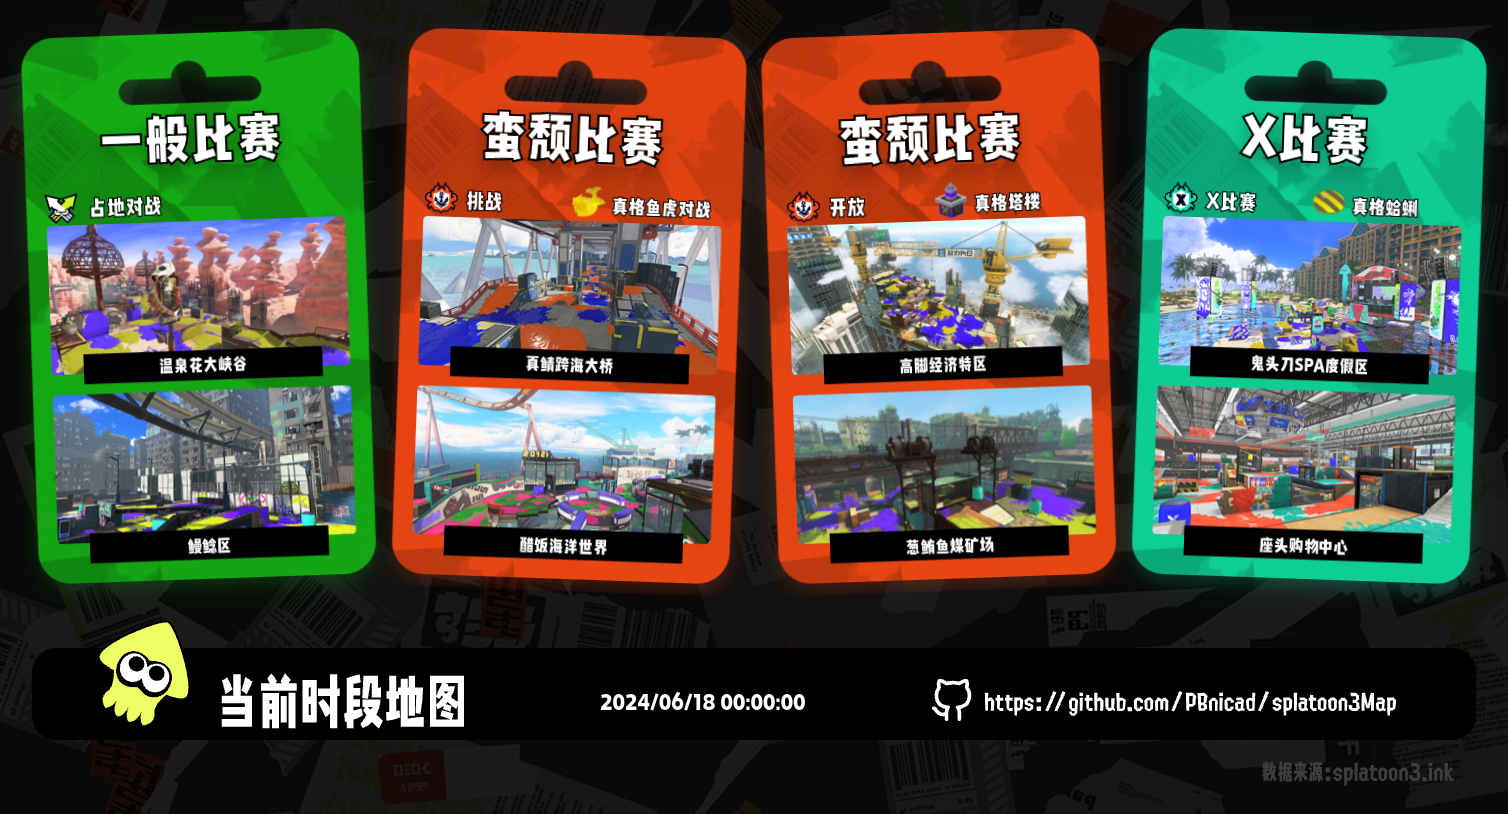 一般比赛
占地对战
温泉花大峡谷
鳗鲶区
蛮颓比赛
挑战
真格鱼虎对战
真鲭跨海大桥
醋饭海洋世界
蛮颓比赛
开放
真格塔楼
高脚经济特区
葱鲔鱼煤矿场
X比赛
X比赛
真格蛤蜊
鬼头刀SPA度假区
座头购物中心
当前时段地图
2024/06/18 00:00:00
https://github.com/PBnicad/splatoon3Map
数据来源:splatoon3.ink